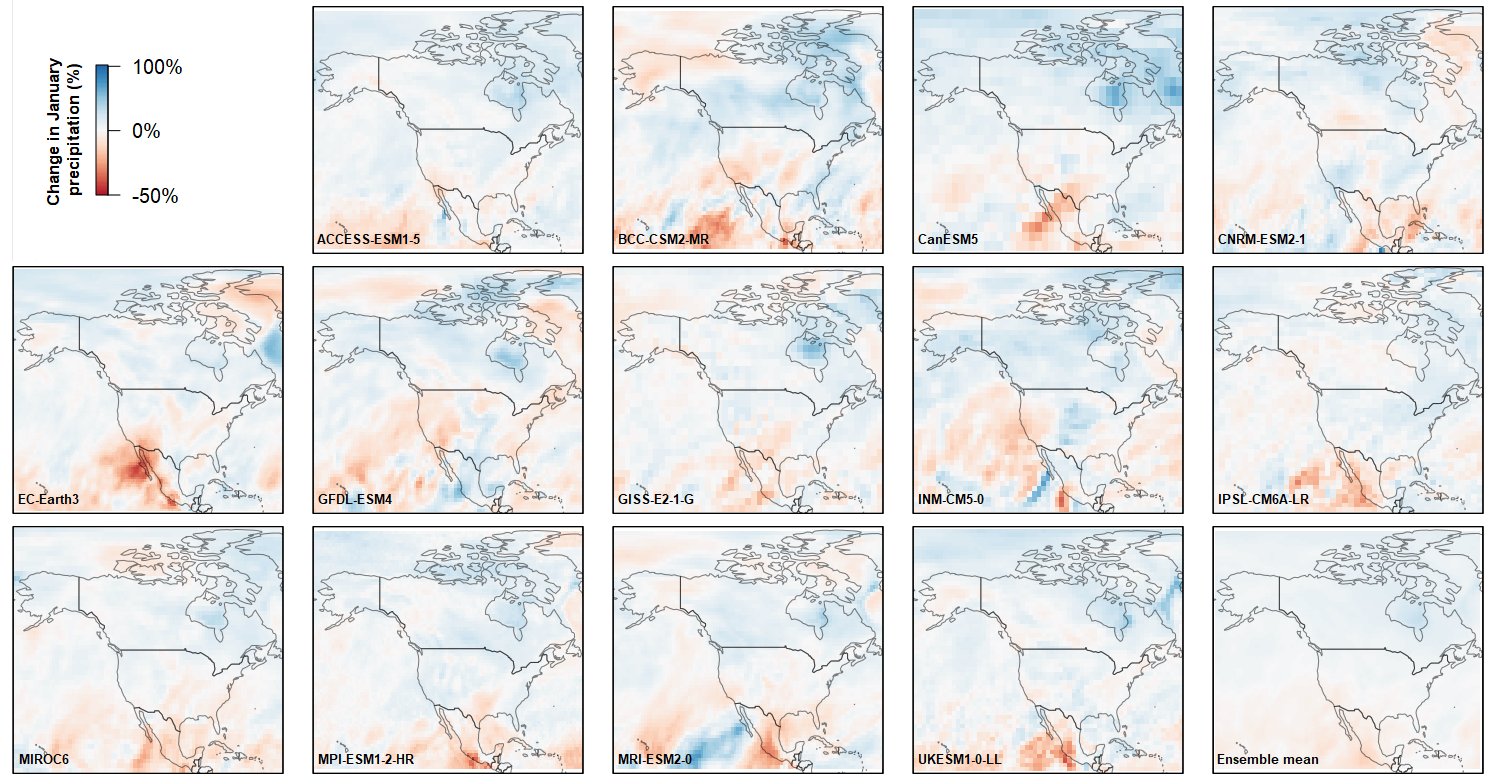 Change in January
precipitation (%)
100%
0%
-50%
ACCESS-ESM1-5
BCC-CSM2-MR
CanESM5
CNRM-ESM2-1
EC-Earth3
GFDL-ESM4
GISS-E2-1-G
INM-CM5-0
IPSL-CM6A-LR
MIROC6
MPI-ESM1-2-HR
MRI-ESM2-0
UKESM1-0-LL
Ensemble mean